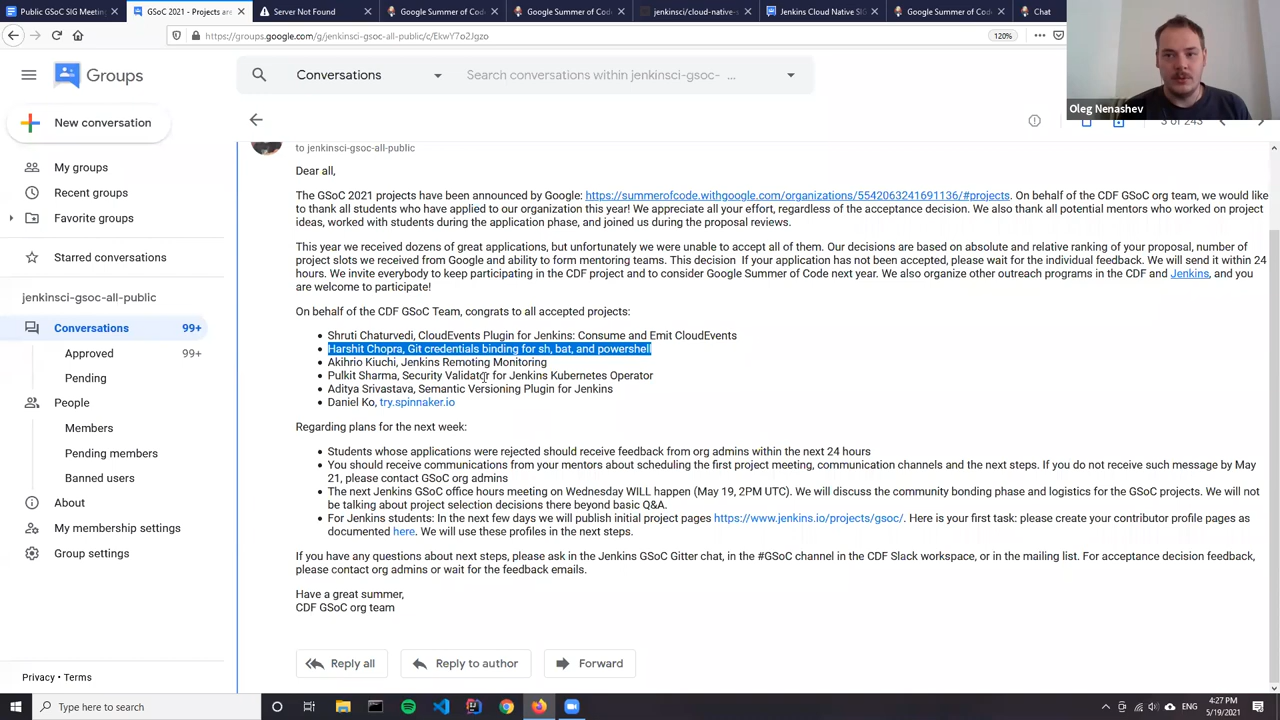 Public GSoC SIG Meeting
GSoC 2021 - Projects are
Server Not Found
Google Summer of Code
Google Summer of Code
jenkinsci/cloud-native-s
Jenkins Cloud Native SIG
Google Summer of Code
Chat
https://groups.google.com/g/jenkinsci-gsoc-all-public/c/EkwY7o2Jgzo
120%
Oleg Nenashev
Groups
Conversations
Search conversations within jenkinsci-gsoc- ...
New conversation
My groups
Recent groups
Favorite groups
Starred conversations
jenkinsci-gsoc-all-public
Conversations 99+
Approved 99+
Pending
People
Members
Pending members
Banned users
About
My membership settings
Group settings
Privacy • Terms
3 of 243
to jenkinsci-gsoc-all-public
Dear all,
The GSoC 2021 projects have been announced by Google: https://summerofcode.withgoogle.com/organizations/5542063241691136/#projects. On behalf of the CDF GSoC org team, we would like
to thank all students who have applied to our organization this year! We appreciate all your effort, regardless of the acceptance decision. We also thank all potential mentors who worked on project
ideas, worked with students during the application phase, and joined us during the proposal reviews.
This year we received dozens of great applications, but unfortunately we were unable to accept all of them. Our decisions are based on absolute and relative ranking of your proposal, number of
project slots we received from Google and ability to form mentoring teams. This decision If your application has not been accepted, please wait for the individual feedback. We will send it within 24
hours. We invite everybody to keep participating in the CDF project and to consider Google Summer of Code next year. We also organize other outreach programs in the CDF and Jenkins, and you
are welcome to participate!
On behalf of the CDF GSoC Team, congrats to all accepted projects:
• Shruti Chaturvedi, CloudEvents Plugin for Jenkins: Consume and Emit CloudEvents
• Harshit Chopra, Git credentials binding for sh, bat, and powershell
• Akihrio Kiuchi, Jenkins Remoting Monitoring
• Pulkit Sharma, Security Validator for Jenkins Kubernetes Operator
• Aditya Srivastava, Semantic Versioning Plugin for Jenkins
• Daniel Ko, try.spinnaker.io
Regarding plans for the next week:
• Students whose applications were rejected should receive feedback from org admins within the next 24 hours
• You should receive communications from your mentors about scheduling the first project meeting, communication channels and the next steps. If you do not receive such message by May
21, please contact GSoC org admins
• The next Jenkins GSoC office hours meeting on Wednesday WILL happen (May 19, 2PM UTC). We will discuss the community bonding phase and logistics for the GSoC projects. We will not
be talking about project selection decisions there beyond basic Q&A.
• For Jenkins students: In the next few days we will publish initial project pages https://www.jenkins.io/projects/gsoc/. Here is your first task: please create your contributor profile pages as
documented here. We will use these profiles in the next steps.
If you have any questions about next steps, please ask in the Jenkins GSoC Gitter chat, in the #GSoC channel in the CDF Slack workspace, or in the mailing list. For acceptance decision feedback,
please contact org admins or wait for the feedback emails.
Have a great summer,
CDF GSoC org team
Reply all
Reply to author
Forward
Type here to search
ENG
4:27 PM
5/19/2021